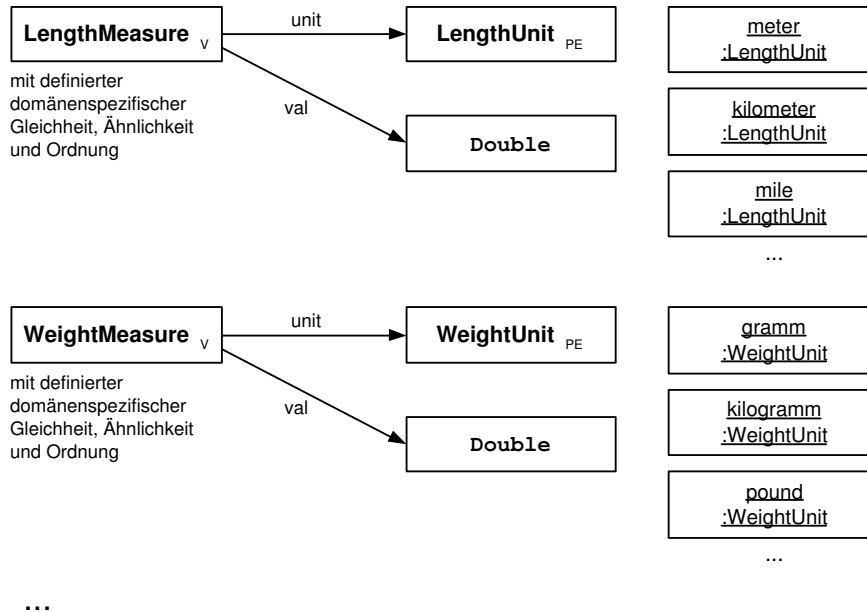 LengthMeasure V
unit
LengthUnit PE
mit definierter
domänenspezifischer
Gleichheit, Ähnlichkeit
und Ordnung
val
Double
meter
:LengthUnit
kilometer
:LengthUnit
mile
:LengthUnit
...
WeightMeasure V
unit
WeightUnit PE
mit definierter
domänenspezifischer
Gleichheit, Ähnlichkeit
und Ordnung
val
Double
gramm
:WeightUnit
kilogramm
:WeightUnit
pound
:WeightUnit
...
...